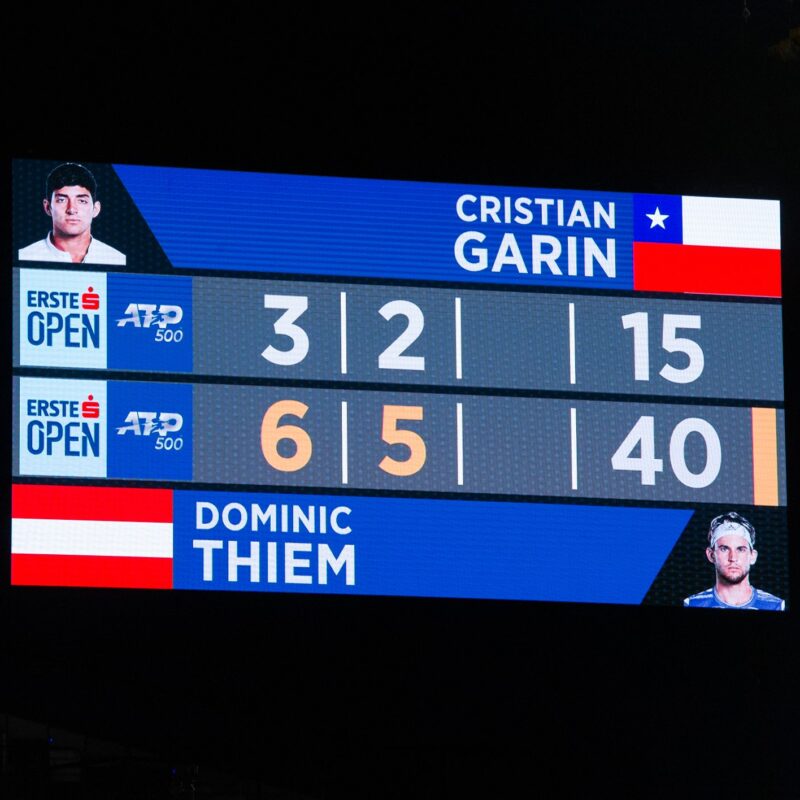 CRISTIAN
GARIN
ERSTE
OPEN
ATP
500
3 2 15
ERSTE
OPEN
ATP
500
6 5 40
DOMINIC
THIEM